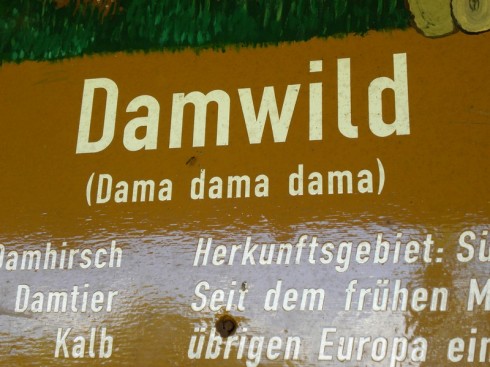 Damwild
(Dama dama dama)
Damhirsch Herkunftsgebiet:
Damtier Seit dem frühen
Kalb übrigen Europa